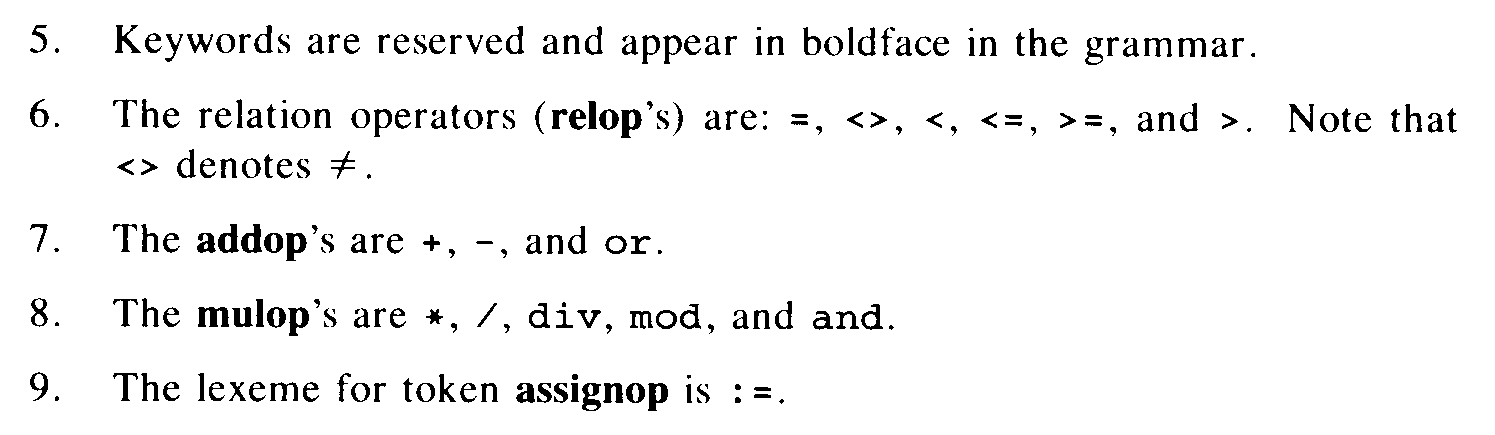 5. Keywords are reserved and appear in boldface in the grammar.
6. The relation operators (relop's) are: =, <>, <, <=, >=, and >. Note that
<> denotes ≠.
7. The addop's are +, -, and or.
8. The mulop's are *, /, div, mod, and and.
9. The lexeme for token assignop is :=.